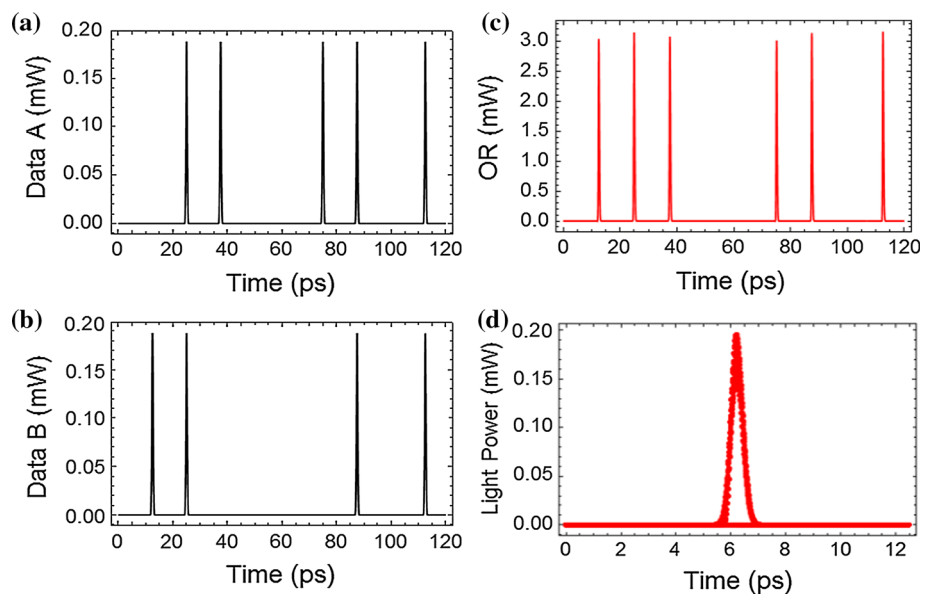 (a)
Data A (mW)
0.20
0.15
0.10
0.05
0.00
0 20 40 60 80 100 120
Time (ps)
(c)
OR (mW)
3.0
2.5
2.0
1.5
1.0
0.5
0.0
0 20 40 60 80 100 120
Time (ps)
(b)
Data B (mW)
0.20
0.15
0.10
0.05
0.00
0 20 40 60 80 100 120
Time (ps)
(d)
Light Power (mW)
0.20
0.15
0.10
0.05
0.00
0 2 4 6 8 10 12
Time (ps)